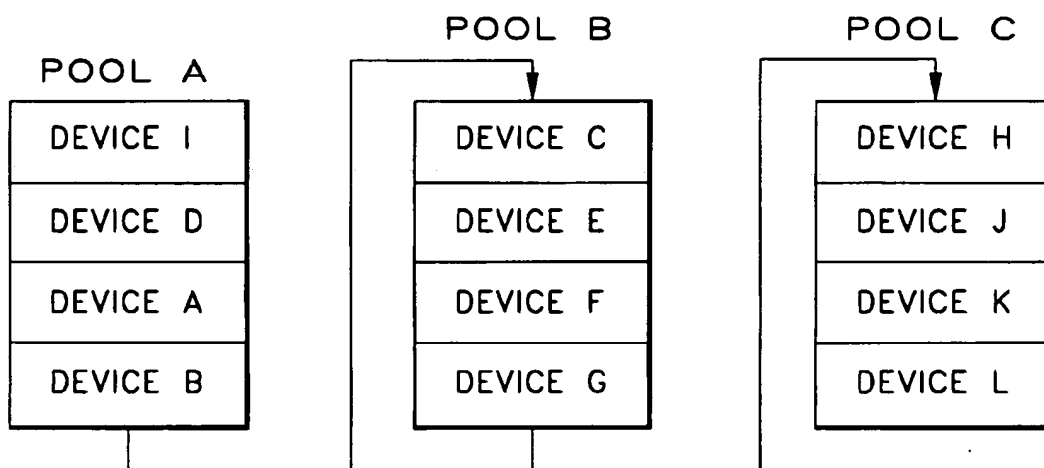 POOL A
DEVICE I
DEVICE D
DEVICE A
DEVICE B
POOL B
DEVICE C
DEVICE E
DEVICE F
DEVICE G
POOL C
DEVICE H
DEVICE J
DEVICE K
DEVICE L